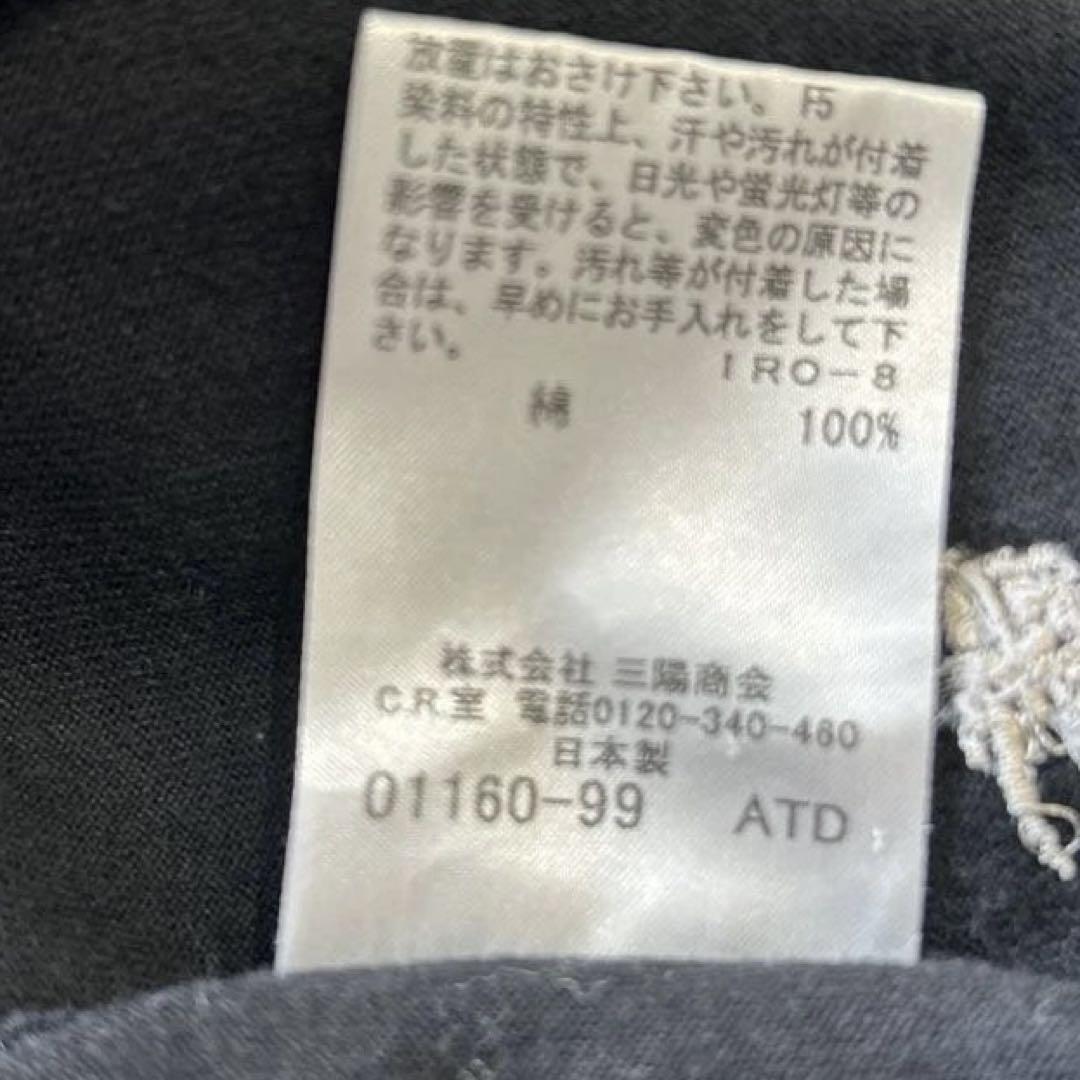 放置はおさけ下さい。F5
染料の特性上、汗や汚れが付着
した状態で、日光や蛍光灯等の
影響を受けると、変色の原因に
なります。汚れ等が付着した場
合は、早めにお手入れをして下
さい。
IRO-8
綿 100%
株式会社 三陽商会
C.R.室 電話0120-340-460
日本製
01160-99 ATD